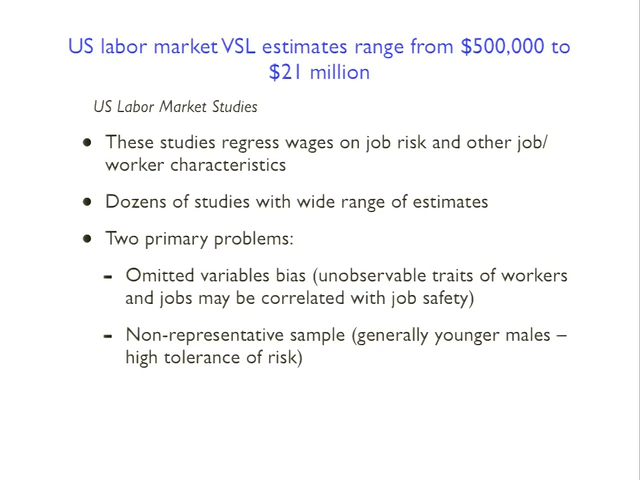 US labor market VSL estimates range from $500,000 to
$21 million
US Labor Market Studies
• These studies regress wages on job risk and other job/
worker characteristics
• Dozens of studies with wide range of estimates
• Two primary problems:
- Omitted variables bias (unobservable traits of workers
and jobs may be correlated with job safety)
- Non-representative sample (generally younger males –
high tolerance of risk)